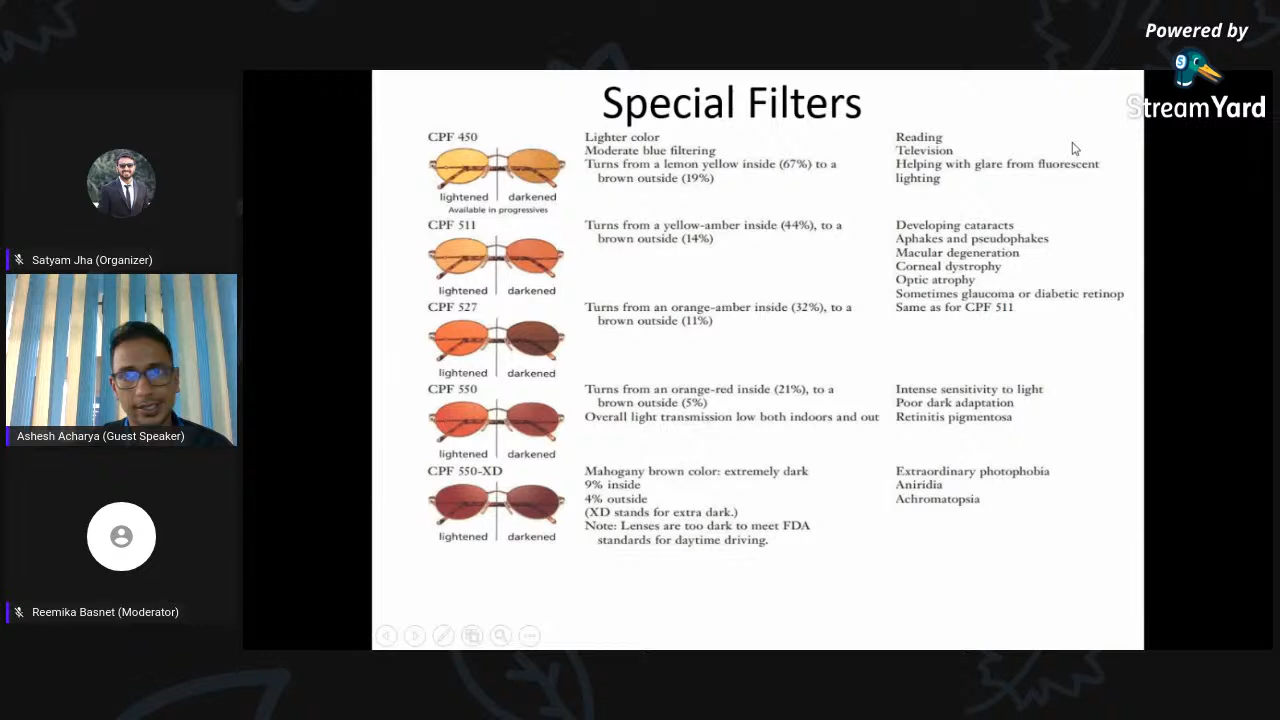 Powered by
StreamYard
Special Filters
CPF 450
lightened darkened
Available in progressives
Lighter color
Moderate blue filtering
Turns from a lemon yellow inside (67%) to a
brown outside (19%)
Reading
Television
Helping with glare from fluorescent
lighting
CPF 511
lightened darkened
Turns from a yellow-amber inside (44%), to a
brown outside (14%)
Developing cataracts
Aphakes and pseudophakes
Macular degeneration
Corneal dystrophy
Optic atrophy
Sometimes glaucoma or diabetic retinop
CPF 527
lightened darkened
Turns from an orange-amber inside (32%), to a
brown outside (11%)
Same as for CPF 511
CPF 550
lightened darkened
Turns from an orange-red inside (21%), to a
brown outside (5%)
Overall light transmission low both indoors and out
Intense sensitivity to light
Poor dark adaptation
Retinitis pigmentosa
CPF 550-XD
lightened darkened
Mahogany brown color: extremely dark
9% inside
4% outside
(XD stands for extra dark.)
Note: Lenses are too dark to meet FDA
standards for daytime driving.
Extraordinary photophobia
Aniridia
Achromatopsia
Satyam Jha (Organizer)
Ashesh Acharya (Guest Speaker)
Reemika Basnet (Moderator)